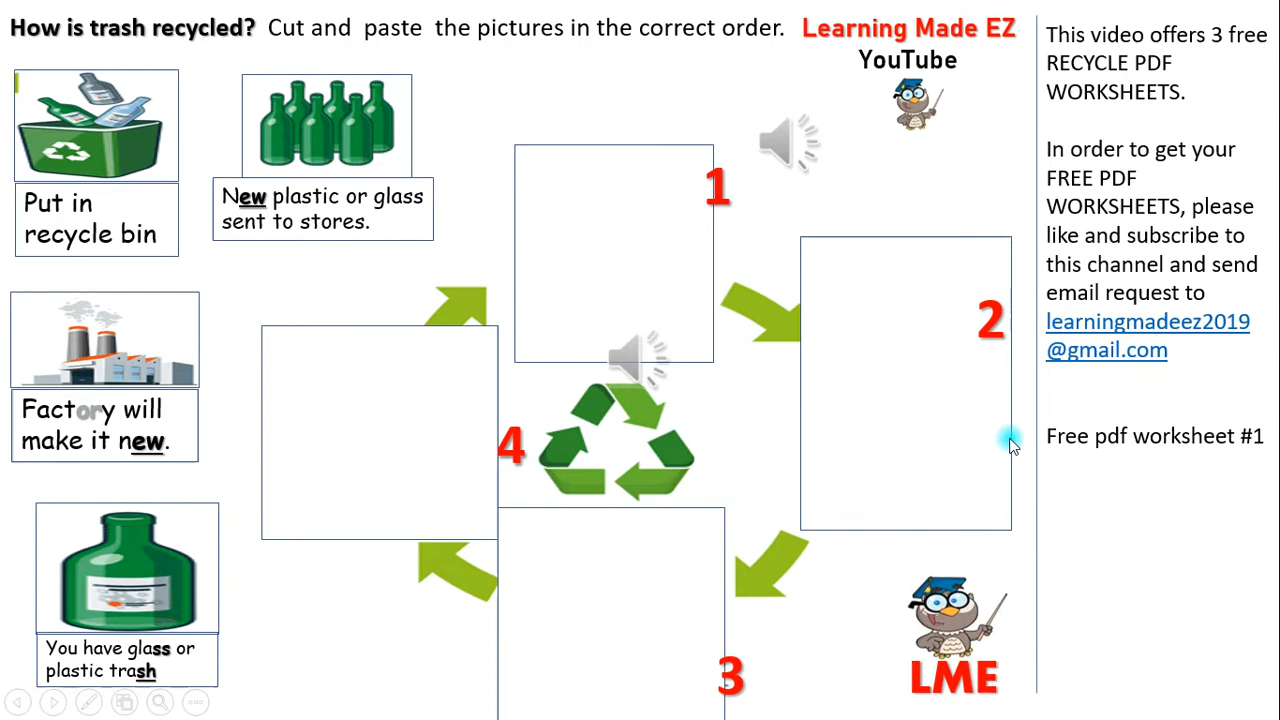 How is trash recycled? Cut and paste the pictures in the correct order.
Learning Made EZ
YouTube
Put in
recycle bin
New plastic or glass
sent to stores.
Factory will
make it new.
You have glass or
plastic trash
1
2
3
4
LME
This video offers 3 free
RECYCLE PDF
WORKSHEETS.
In order to get your
FREE PDF
WORKSHEETS, please
like and subscribe to
this channel and send
email request to
learningmadeez2019
@gmail.com
Free pdf worksheet #1